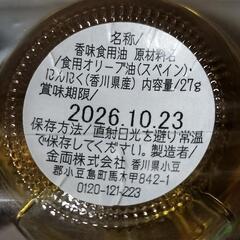 名称/
香味食用油 原材料名
/食用オリーブ油(スペイン)・
にんにく(香川県産) 内容量/27g
賞味期限/
2026.10.23
保存方法/直射日光を避け常温
で保存してください。製造者/
金両株式会社 香川県小豆
郡小豆島町馬木甲842-1
0120-121-223